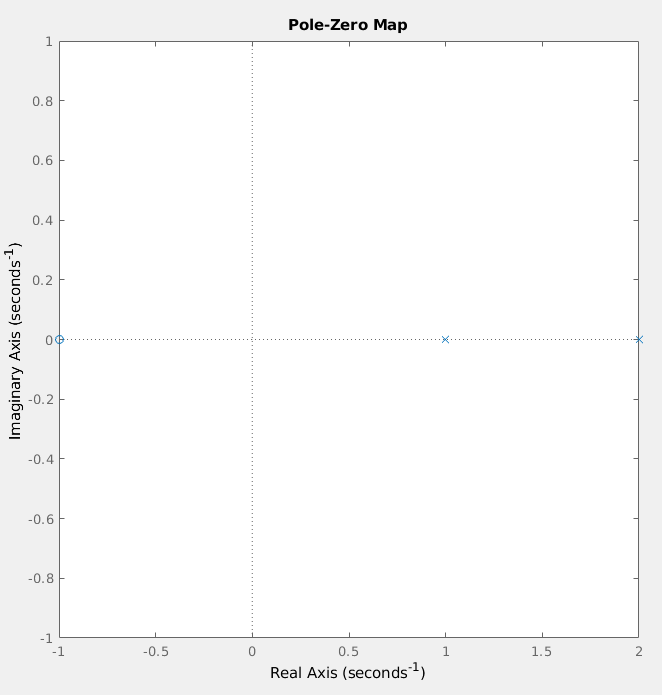 Pole-Zero Map
1
0.8
0.6
0.4
0.2
0
-0.2
-0.4
-0.6
-0.8
-1
Imaginary Axis (seconds⁻¹)
-1 -0.5 0 0.5 1 1.5 2
Real Axis (seconds⁻¹)